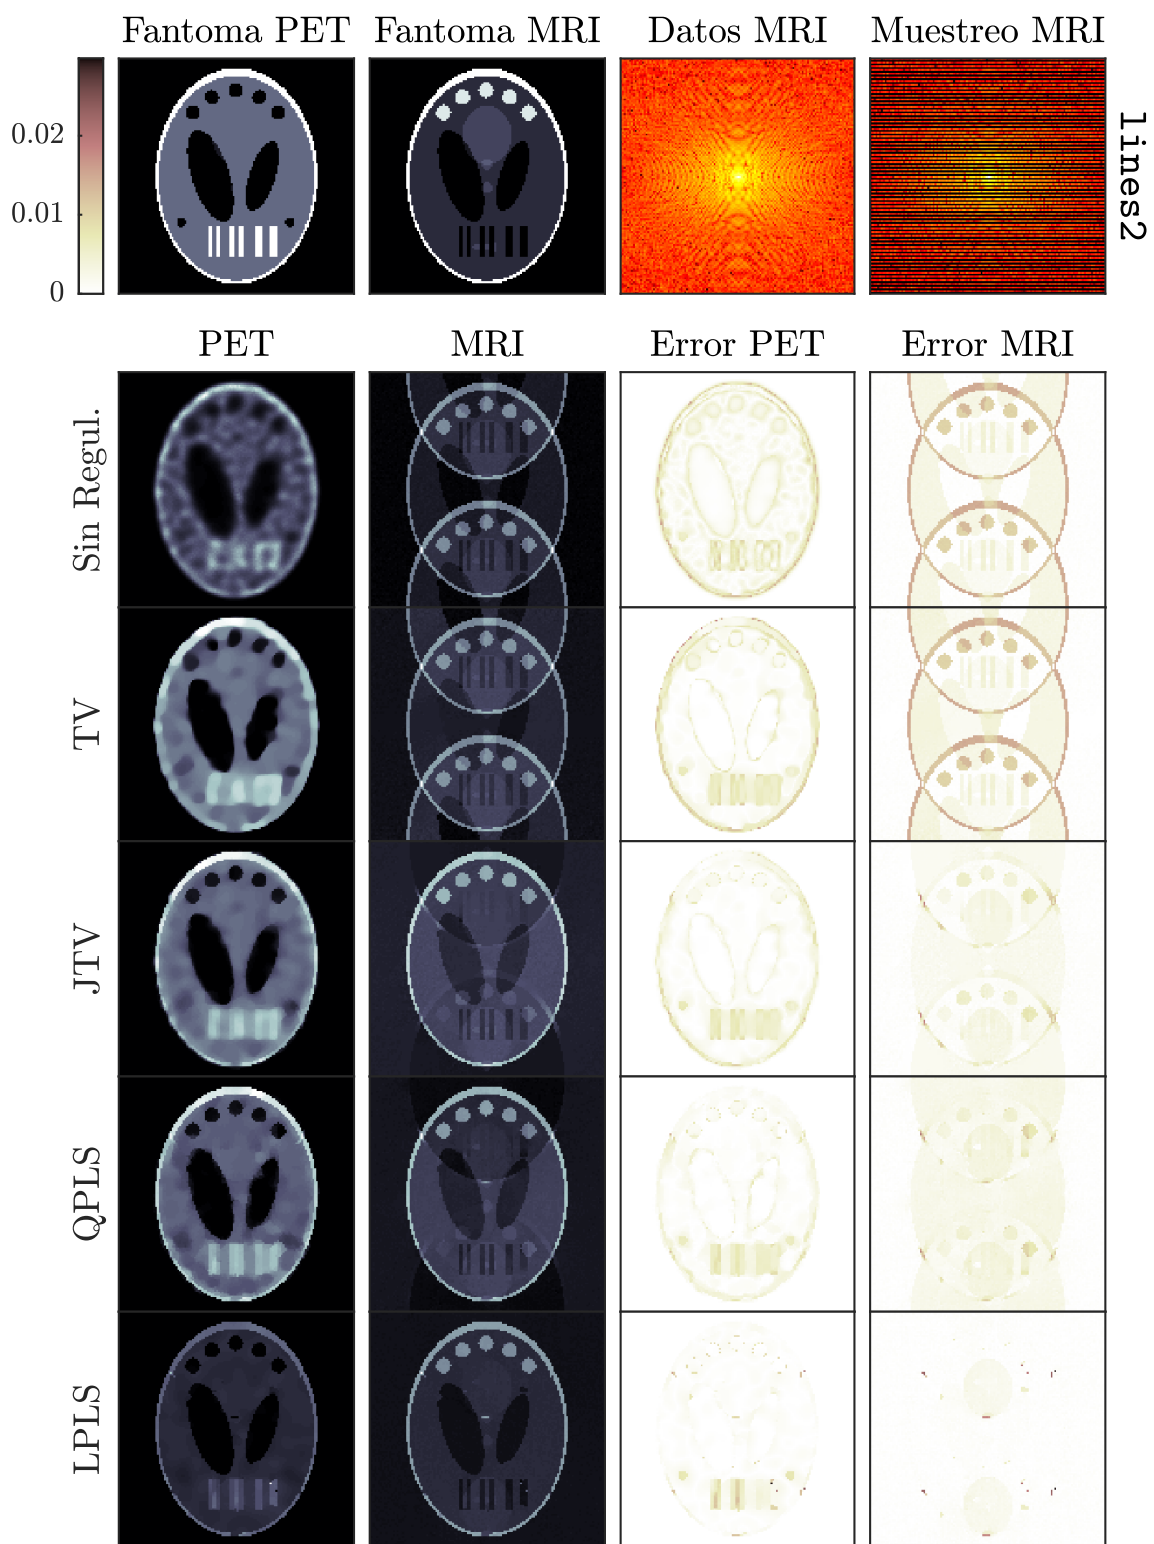 Fantoma PET Fantoma MRI Datos MRI Muestreo MRI
0.02
0.01
0
lines2
PET MRI Error PET Error MRI
Sin Regul.
TV
JTV
QPLS
LPLS